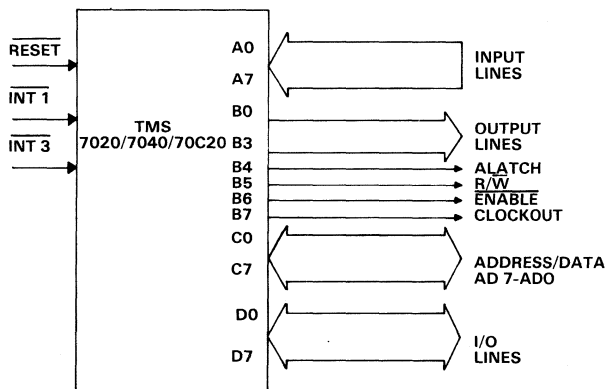 RESET
INT 1
INT 3
TMS
7020/7040/70C20
A0
A7
B0
B3
B4
B5
B6
B7
C0
C7
D0
D7
INPUT
LINES
OUTPUT
LINES
ALATCH
R/W
ENABLE
CLOCKOUT
ADDRESS/DATA
AD 7-AD0
I/O
LINES